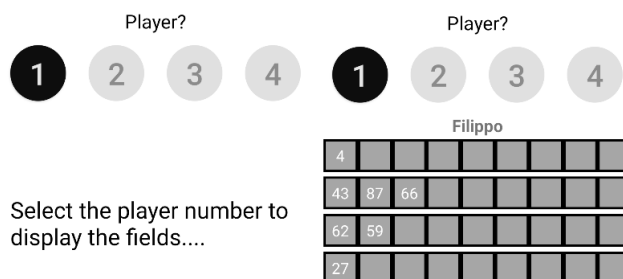 Player?
1 2 3 4
Select the player number to
display the fields....
Player?
1 2 3 4
Filippo
4
43 87 66
62 59
27